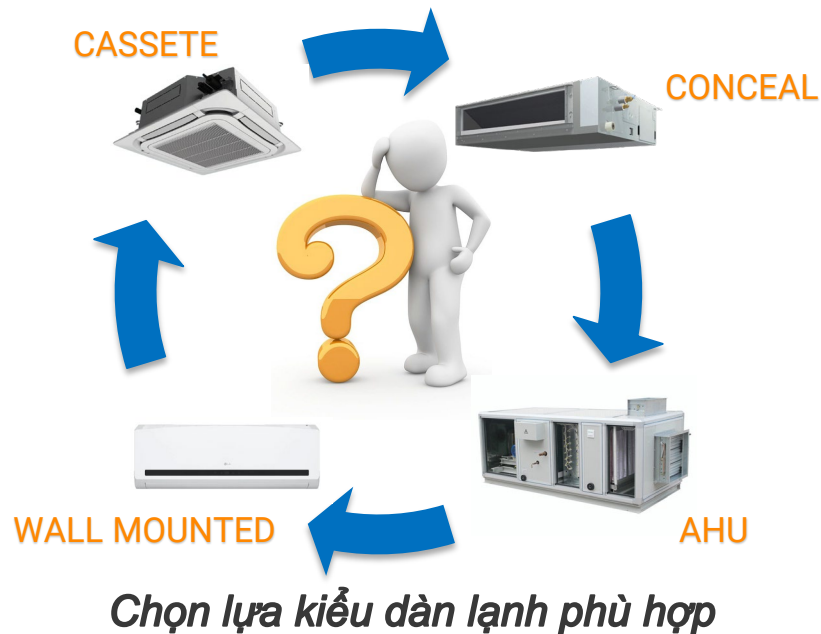 CASSETE
CONCEAL
WALL MOUNTED
AHU
Chọn lựa kiểu dàn lạnh phù hợp